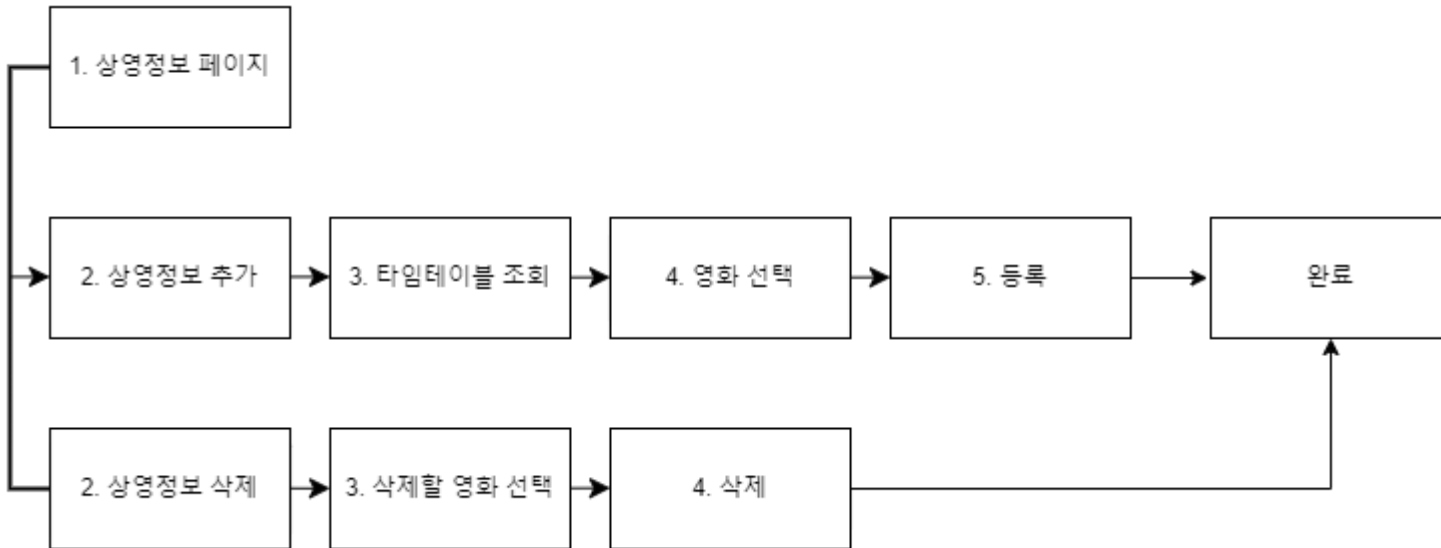 1. 상영정보 페이지
2. 상영정보 추가
3. 타임테이블 조회
4. 영화 선택
5. 등록
완료
2. 상영정보 삭제
3. 삭제할 영화 선택
4. 삭제